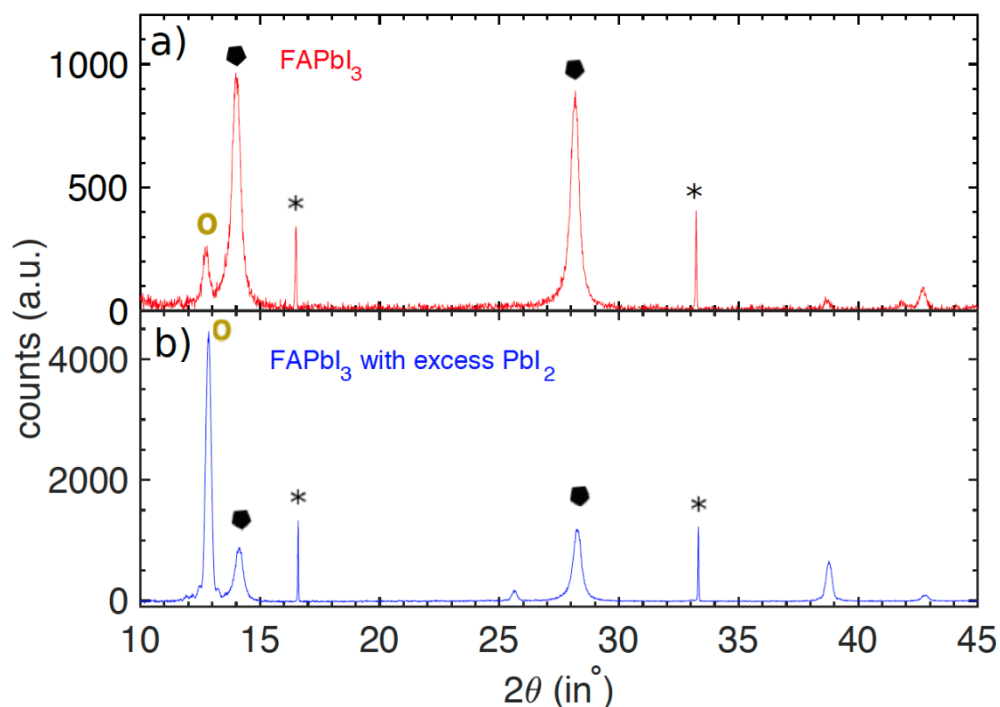 a)
FAPbI₃
1000
500
0
o
*
*
b)
FAPbI₃ with excess PbI₂
4000
2000
0
o
*
*
counts (a.u.)
10 15 20 25 30 35 40 45
2θ (in°)